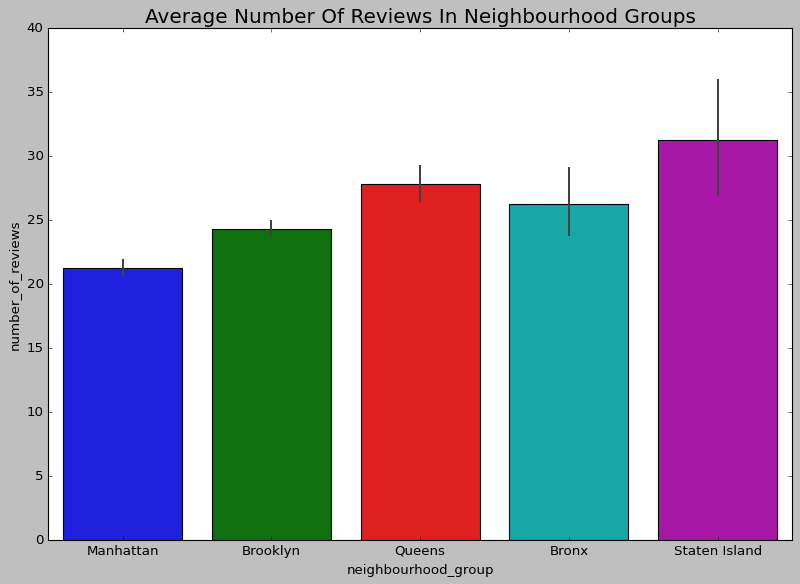 Average Number Of Reviews In Neighbourhood Groups
40
35
30
25
20
15
10
5
0
number_of_reviews
Manhattan Brooklyn Queens Bronx Staten Island
neighbourhood_group